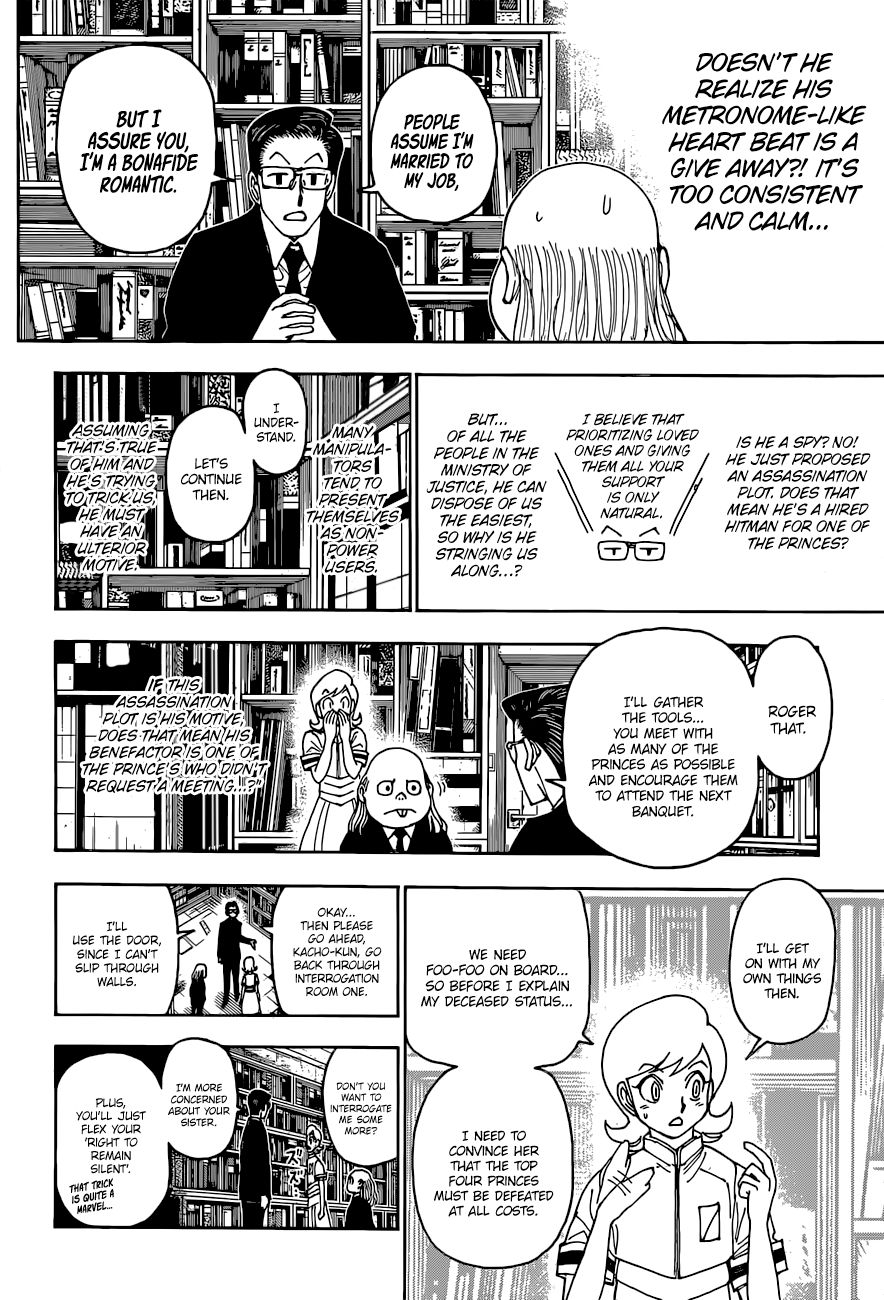 DOESN'T HE
REALIZE HIS
METRONOME-LIKE
HEART BEAT IS A
GIVE AWAY?! IT'S
TOO CONSISTENT
AND CALM...
PEOPLE
ASSUME I'M
MARRIED TO
MY JOB,
BUT I
ASSURE YOU,
I'M A BONAFIDE
ROMANTIC.
IS HE A SPY? NO!
HE JUST PROPOSED
AN ASSASSINATION
PLOT. DOES THAT
MEAN HE'S A HIRED
HITMAN FOR ONE OF
THE PRINCES?
I BELIEVE THAT
PRIORITIZING LOVED
ONES AND GIVING
THEM ALL YOUR
SUPPORT
IS ONLY
NATURAL.
BUT...
OF ALL THE
PEOPLE IN THE
MINISTRY OF
JUSTICE, HE CAN
DISPOSE OF US
THE EASIEST,
SO WHY IS HE
STRINGING US
ALONG...?
MANY
MANIPULA-
TORS
TEND TO
PRESENT
THEMSELVES
AS NON-
POWER
USERS.
I
UNDER-
STAND.
LET'S
CONTINUE
THEN.
ASSUMING
THAT'S TRUE
OF HIM AND
HE'S TRYING
TO TRICK US,
HE MUST
HAVE AN
ULTERIOR
MOTIVE.
ROGER
THAT.
I'LL GATHER
THE TOOLS...
YOU MEET WITH
AS MANY OF THE
PRINCES AS POSSIBLE
AND ENCOURAGE THEM
TO ATTEND THE NEXT
BANQUET.
IF THIS
ASSASSINATION
PLOT IS HIS MOTIVE,
DOES THAT MEAN HIS
BENEFACTOR IS ONE OF
THE PRINCE'S WHO DIDN'T
REQUEST A MEETING...?"
I'LL GET
ON WITH MY
OWN THINGS
THEN.
WE NEED
FOO-FOO ON BOARD...
SO BEFORE I EXPLAIN
MY DECEASED STATUS...
I NEED TO
CONVINCE HER
THAT THE TOP
FOUR PRINCES
MUST BE DEFEATED
AT ALL COSTS.
OKAY...
THEN PLEASE
GO AHEAD,
KACHO-KUN, GO
BACK THROUGH
INTERROGATION
ROOM ONE.
I'LL
USE THE DOOR,
SINCE I CAN'T
SLIP THROUGH
WALLS.
DON'T YOU
WANT TO
INTERROGATE
ME SOME
MORE?
I'M MORE
CONCERNED
ABOUT YOUR
SISTER.
PLUS,
YOU'LL JUST
FLEX YOUR
'RIGHT TO
REMAIN
SILENT'.
THAT TRICK
IS QUITE A
MARVEL...
ズズ…